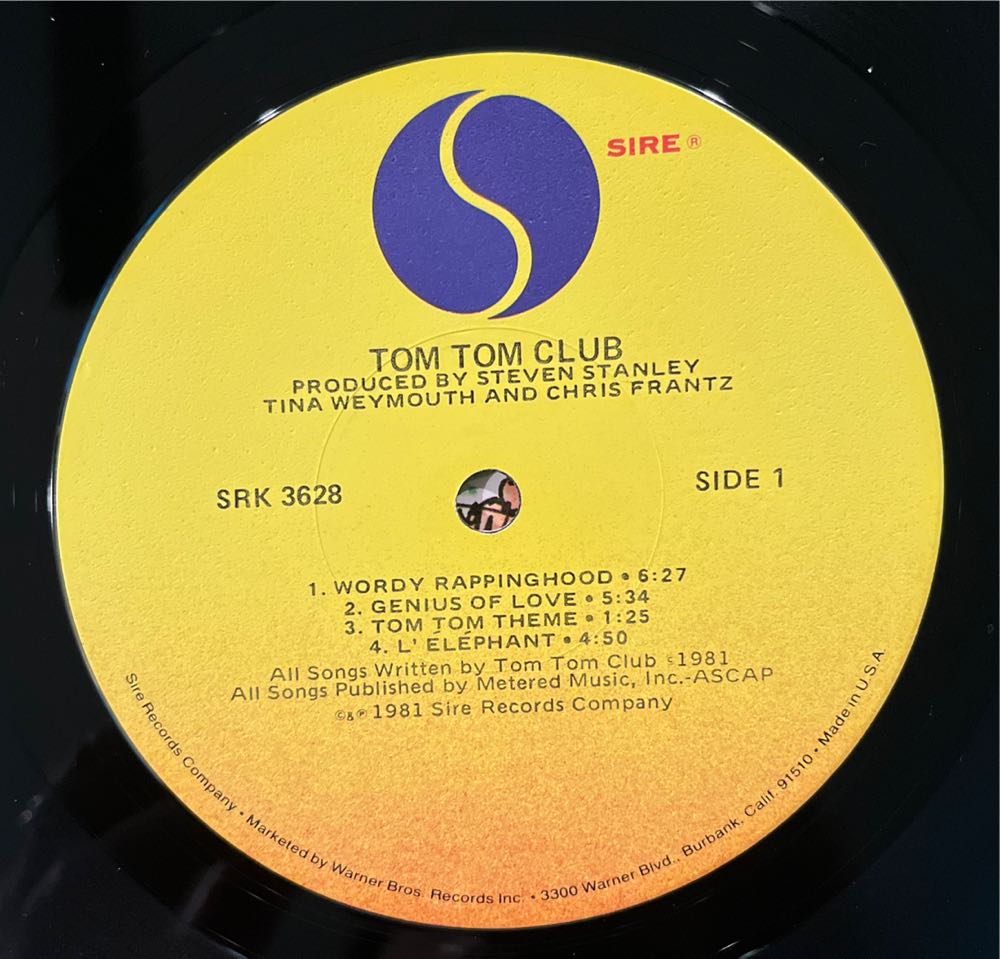 SIRE ®
TOM TOM CLUB
PRODUCED BY STEVEN STANLEY
TINA WEYMOUTH AND CHRIS FRANTZ
SRK 3628
SIDE 1
1. WORDY RAPPINGHOOD • 6:27
2. GENIUS OF LOVE • 5:34
3. TOM TOM THEME • 1:25
4. L' ÉLÉPHANT • 4:50
All Songs Written by Tom Tom Club © 1981
All Songs Published by Metered Music, Inc.-ASCAP
©&℗ 1981 Sire Records Company
Sire Records Company • Marketed by Warner Bros. Records Inc. • 3300 Warner Blvd., Burbank, Calif. 91510 • Made in U.S.A